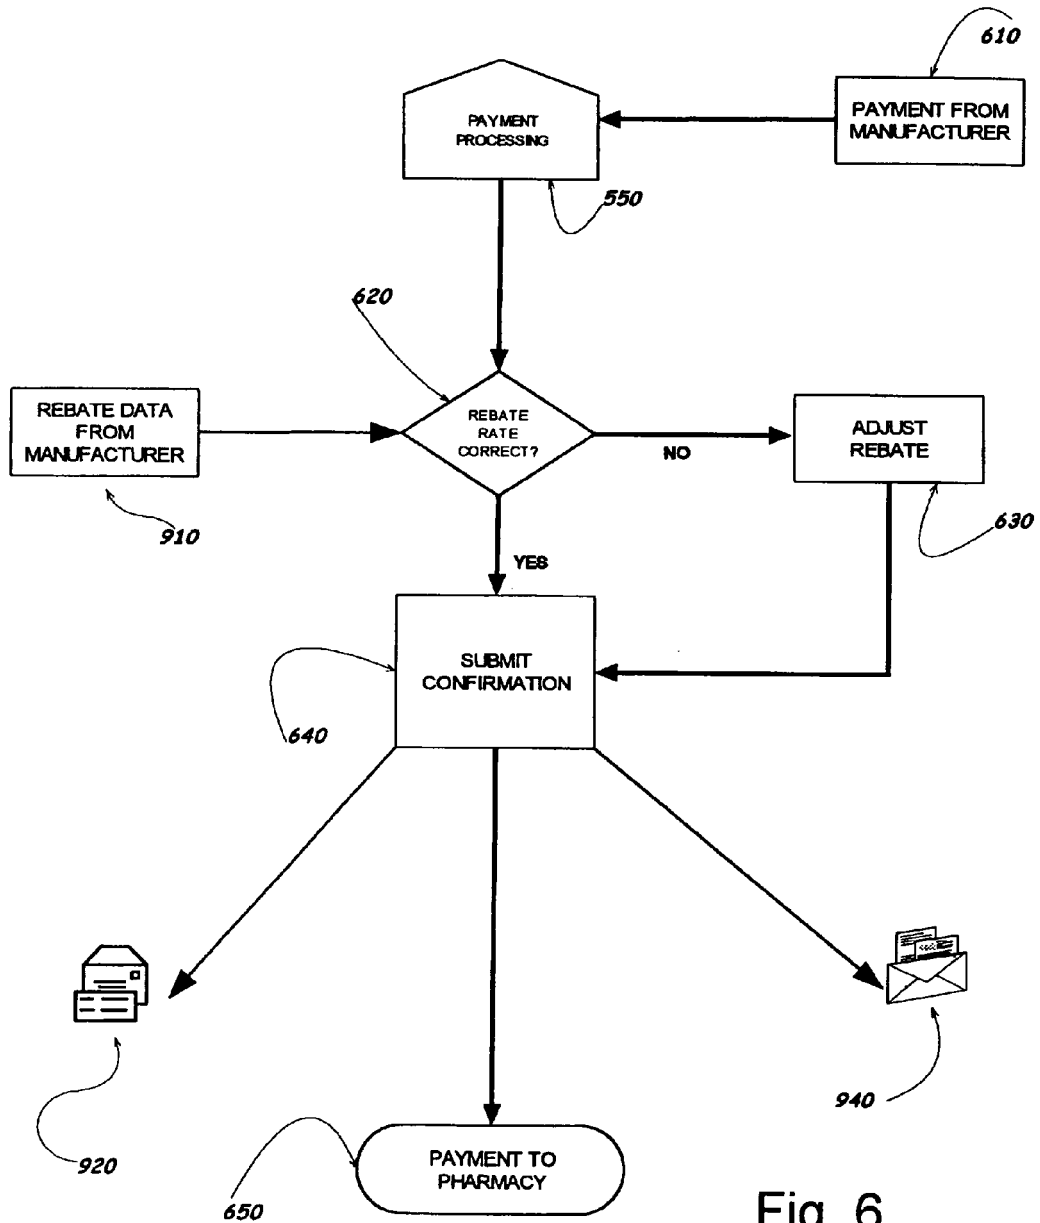 610
PAYMENT FROM
MANUFACTURER
PAYMENT
PROCESSING
550
620
REBATE DATA
FROM
MANUFACTURER
REBATE
RATE
CORRECT?
NO
ADJUST
REBATE
910
630
YES
SUBMIT
CONFIRMATION
640
920
940
PAYMENT TO
PHARMACY
650
Fig. 6